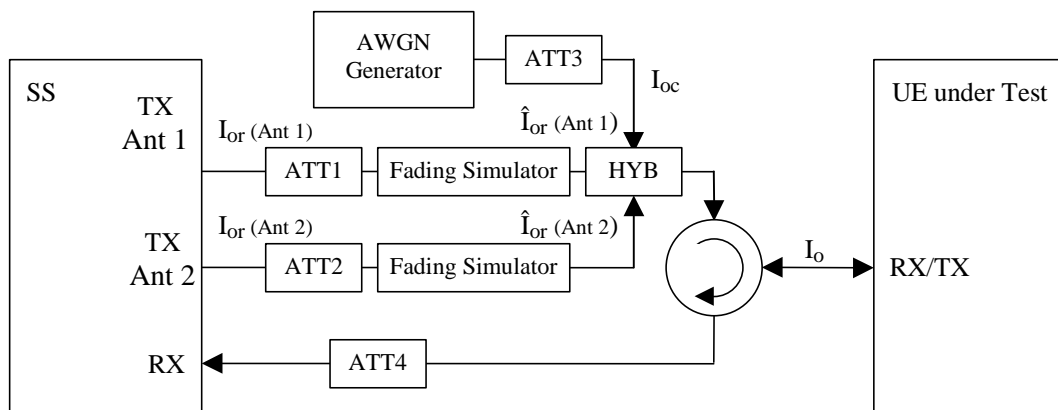 AWGN
Generator
ATT3
SS
UE under Test
I_oc
TX
Ant 1
I_or (Ant 1)
Î_or (Ant 1)
ATT1
Fading Simulator
HYB
TX
Ant 2
I_or (Ant 2)
Î_or (Ant 2)
ATT2
Fading Simulator
I_o
RX/TX
RX
ATT4